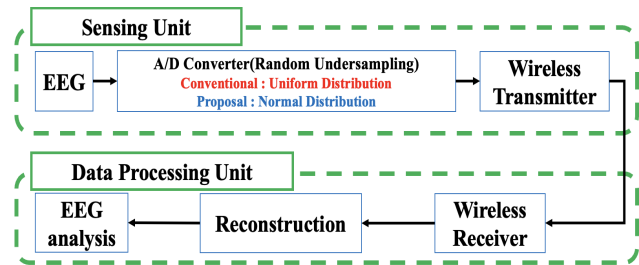 Sensing Unit
EEG
A/D Converter(Random Undersampling)
Conventional : Uniform Distribution
Proposal : Normal Distribution
Wireless
Transmitter
Data Processing Unit
EEG
analysis
Reconstruction
Wireless
Receiver